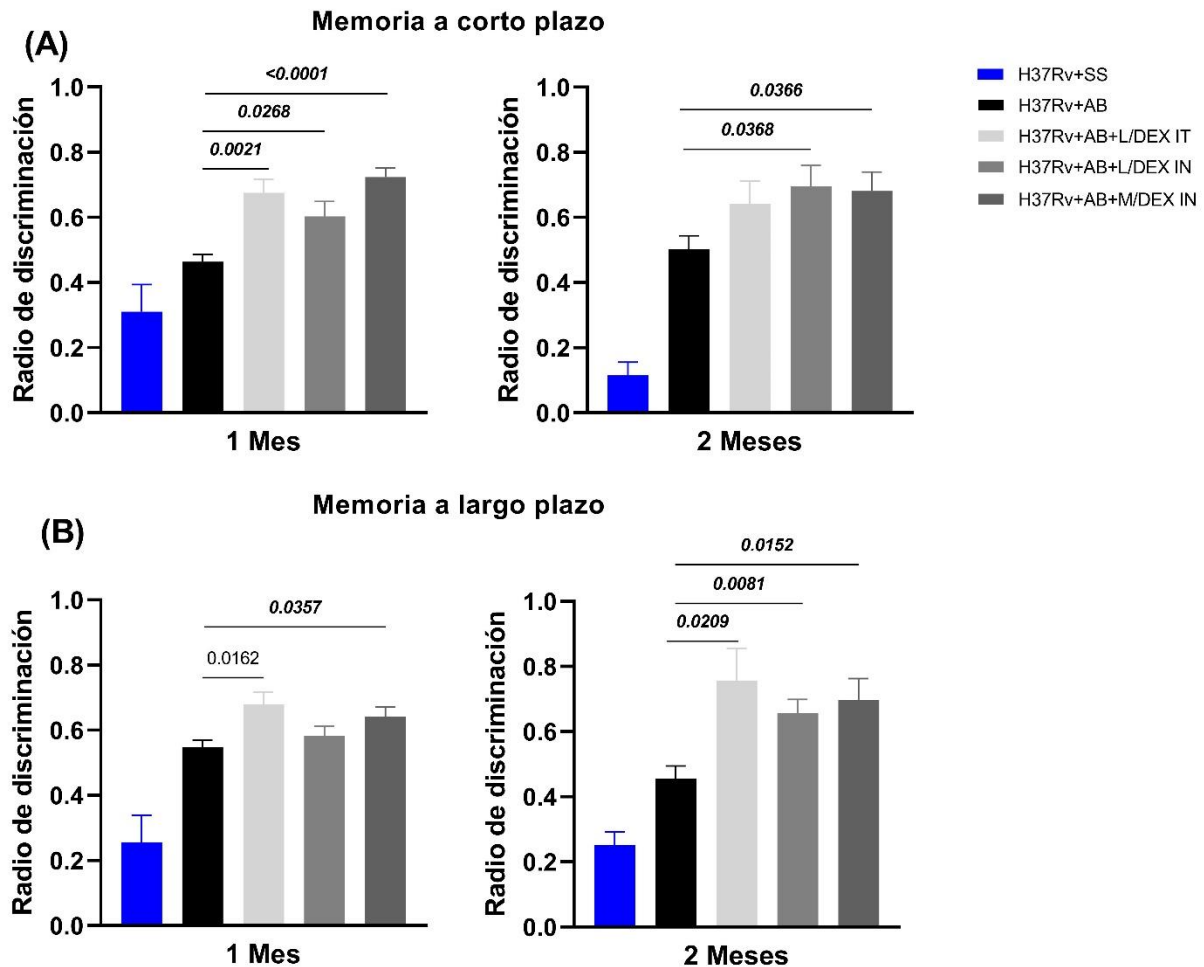 Memoria a corto plazo
(A)
<0.0001
0.0268
0.0021
1.0
0.8
0.6
0.4
0.2
0.0
Radio de discriminación
1 Mes
0.0366
0.0368
1.0
0.8
0.6
0.4
0.2
0.0
Radio de discriminación
2 Meses
H37Rv+SS
H37Rv+AB
H37Rv+AB+L/DEX IT
H37Rv+AB+L/DEX IN
H37Rv+AB+M/DEX IN
Memoria a largo plazo
(B)
0.0357
0.0162
1.0
0.8
0.6
0.4
0.2
0.0
Radio de discriminación
1 Mes
0.0152
0.0081
0.0209
1.0
0.8
0.6
0.4
0.2
0.0
Radio de discriminación
2 Meses